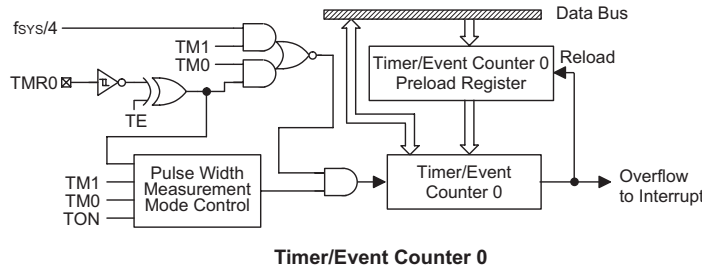 fSYS/4
Data Bus
TM1
TM0
TMR0
TE
Timer/Event Counter 0
Preload Register
Reload
TM1
TM0
TON
Pulse Width
Measurement
Mode Control
Timer/Event
Counter 0
Overflow
to Interrupt
Timer/Event Counter 0